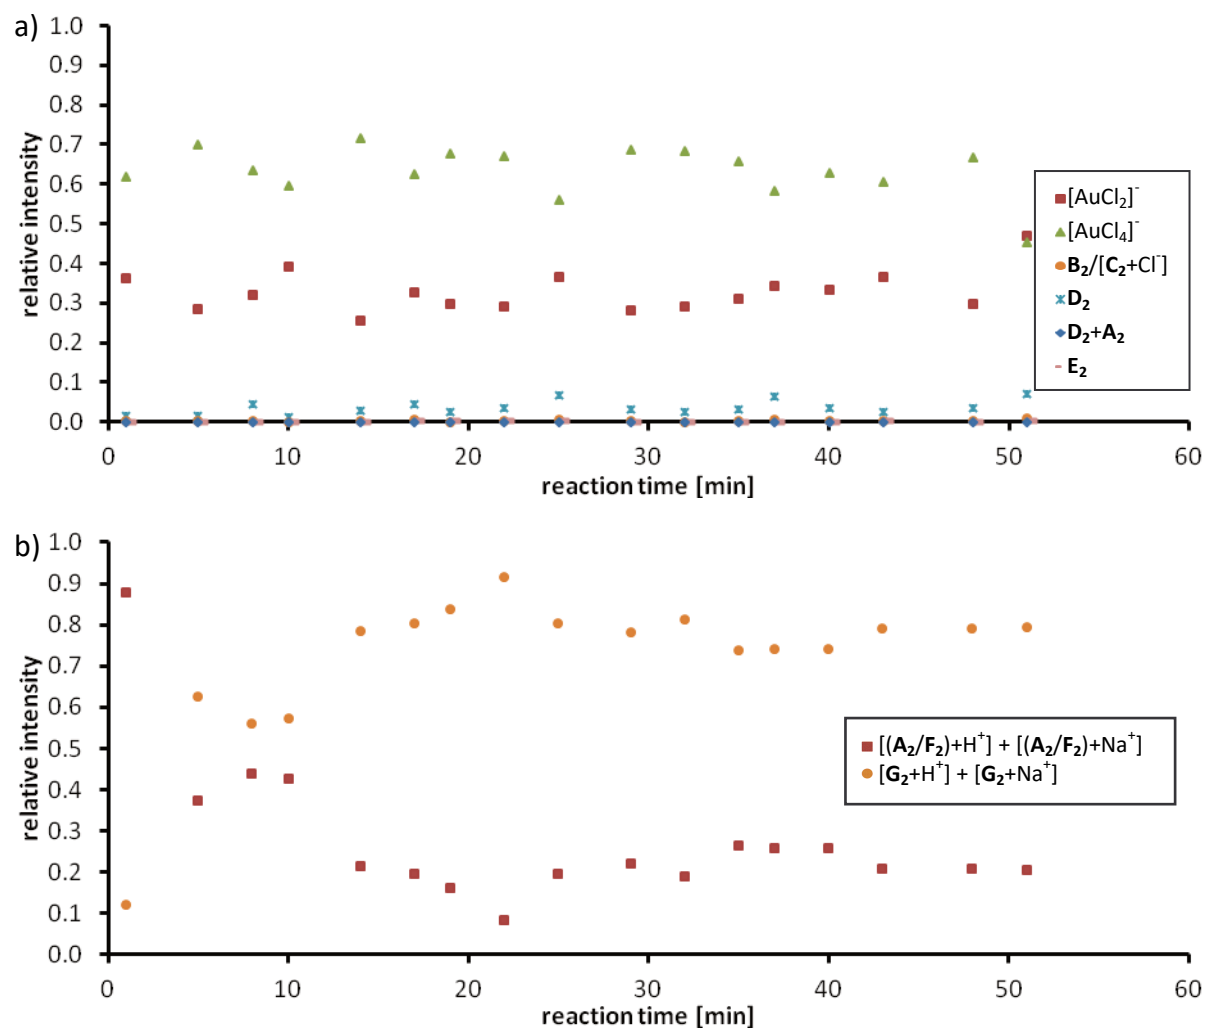 a)
1.0
0.9
0.8
0.7
0.6
0.5
0.4
0.3
0.2
0.1
0.0
relative intensity
0 10 20 30 40 50 60
reaction time [min]
[AuCl₂]⁻
[AuCl₄]⁻
B₂/[C₂+Cl⁻]
D₂
D₂+A₂
E₂
b)
1.0
0.9
0.8
0.7
0.6
0.5
0.4
0.3
0.2
0.1
0.0
relative intensity
0 10 20 30 40 50 60
reaction time [min]
[(A₂/F₂)+H⁺] + [(A₂/F₂)+Na⁺]
[G₂+H⁺] + [G₂+Na⁺]